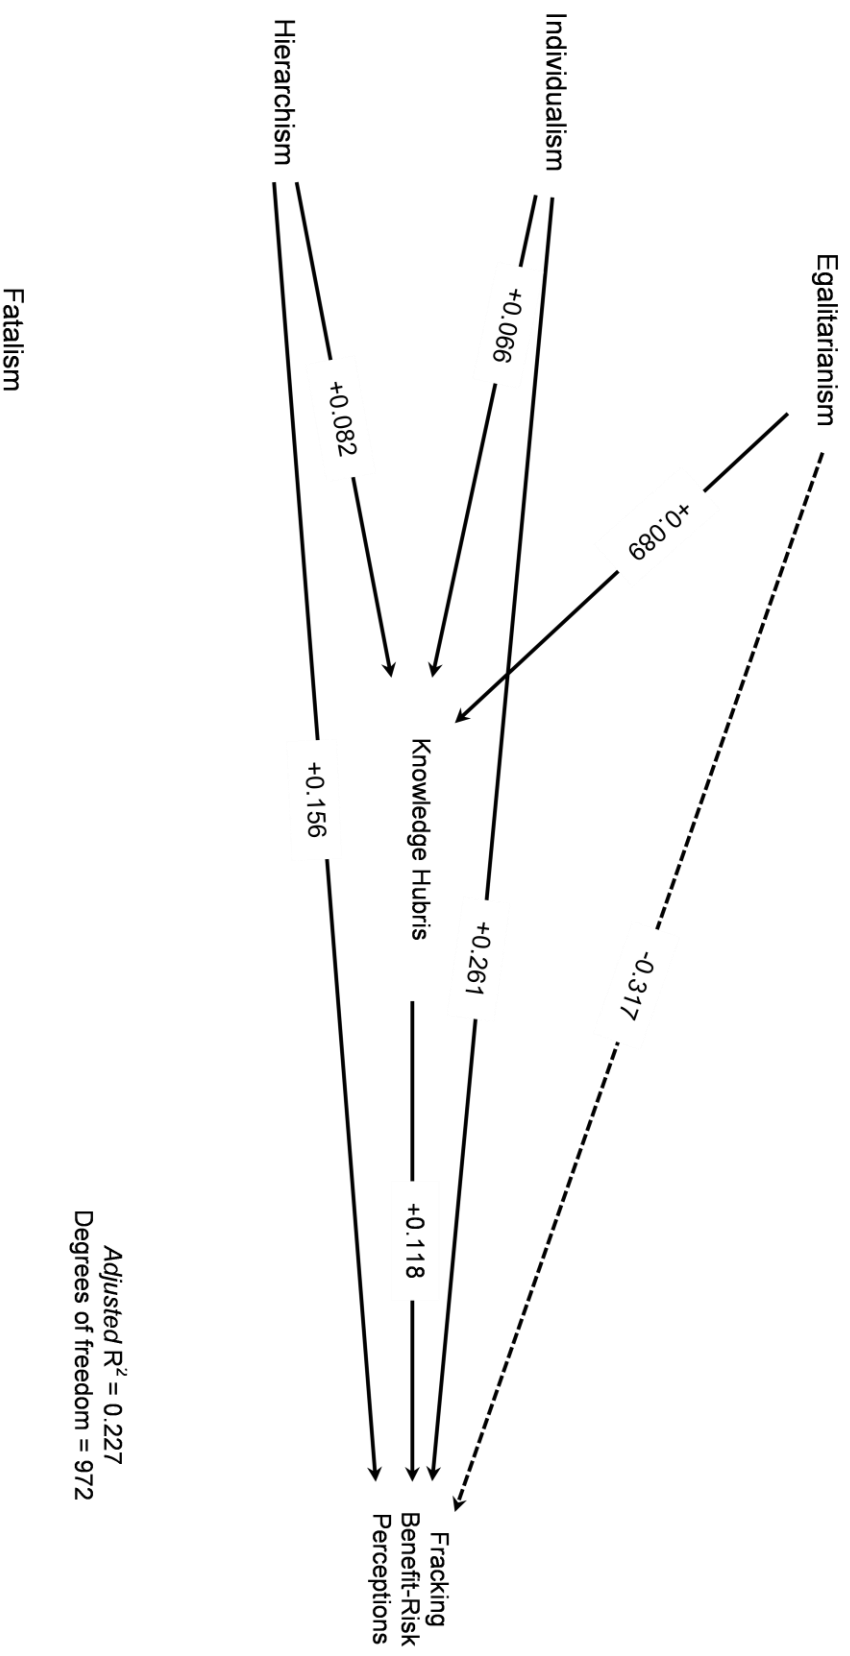 Egalitarianism
-0.317
+0.089
Individualism
+0.066
+0.261
Knowledge Hubris
+0.118
Fracking
Benefit-Risk
Perceptions
+0.082
Hierarchism
+0.156
Adjusted R² = 0.227
Degrees of freedom = 972
Fatalism